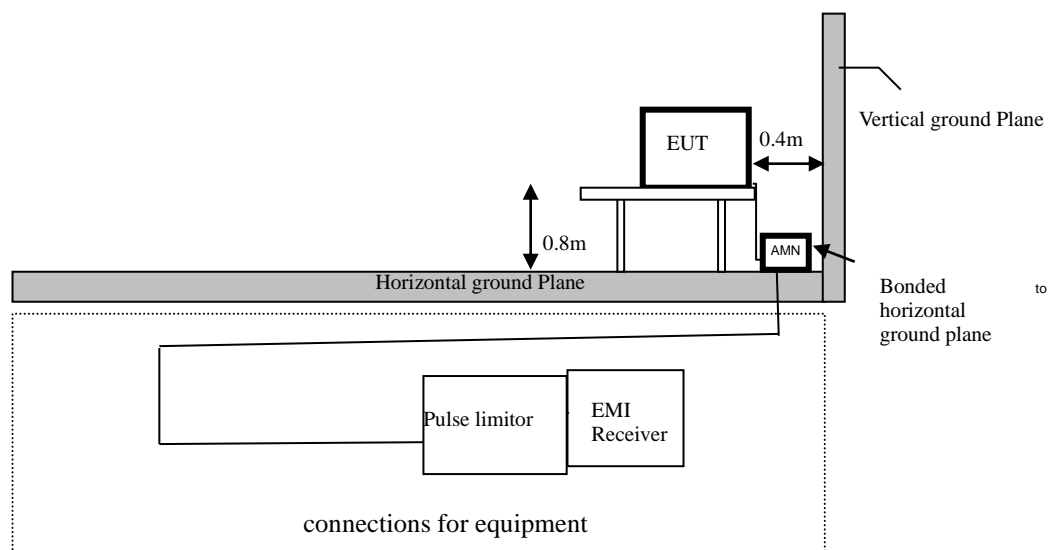 EUT
0.4m
Vertical ground Plane
0.8m
AMN
Horizontal ground Plane
Bonded to
horizontal
ground plane
Pulse limitor
EMI
Receiver
connections for equipment